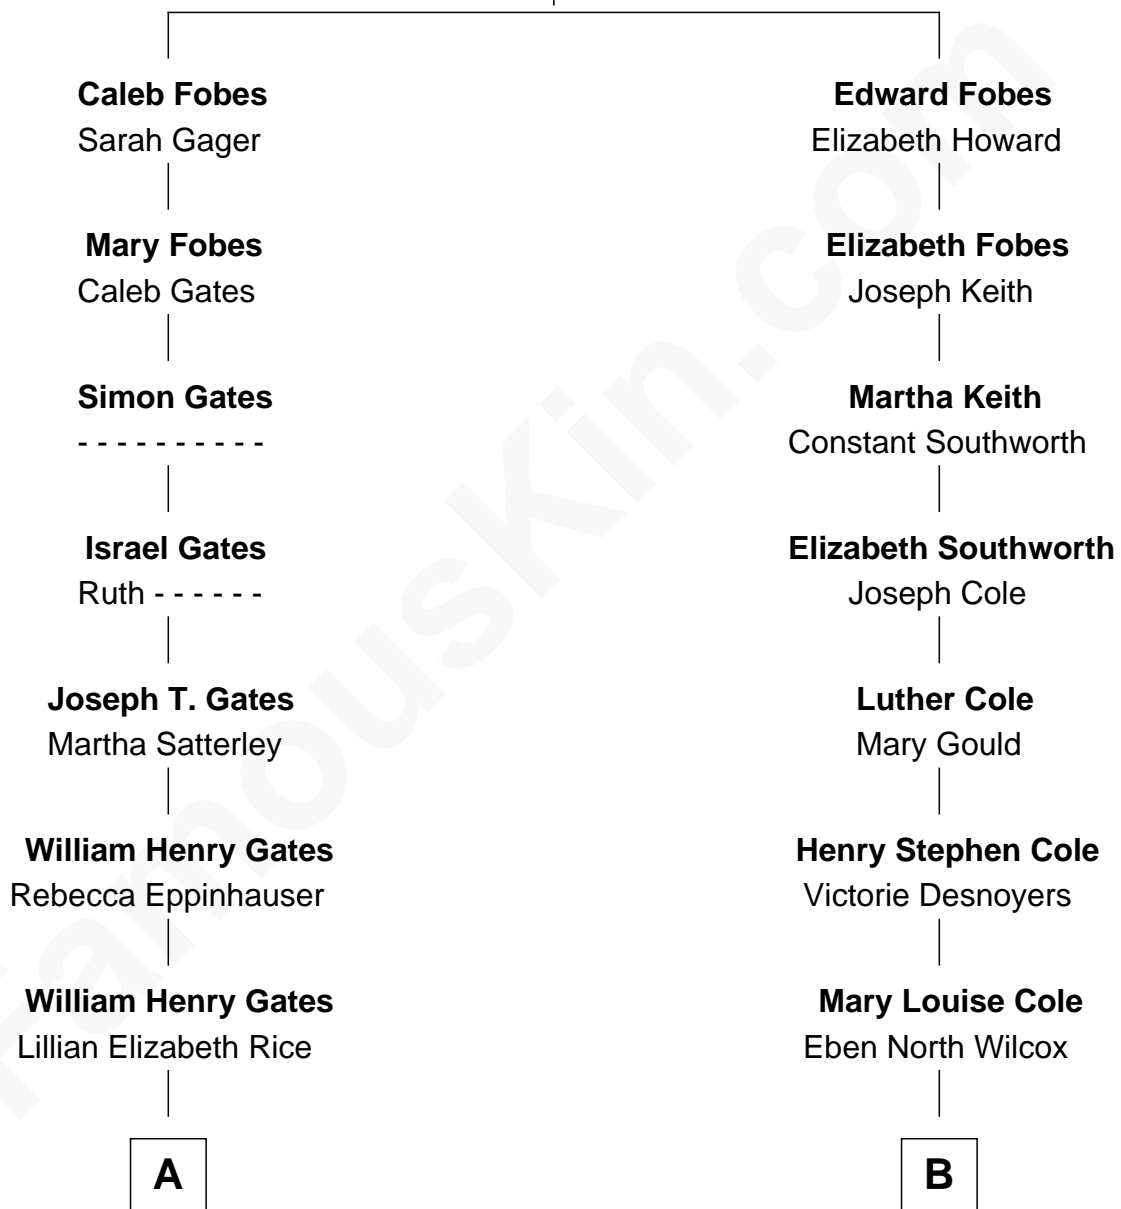 Caleb Fobes
Sarah Gager
Mary Fobes
Caleb Gates
Simon Gates
- - - - - - - - - -
Israel Gates
Ruth - - - - - -
Joseph T. Gates
Martha Satterley
William Henry Gates
Rebecca Eppinhauser
William Henry Gates
Lillian Elizabeth Rice
A
Edward Fobes
Elizabeth Howard
Elizabeth Fobes
Joseph Keith
Martha Keith
Constant Southworth
Elizabeth Southworth
Joseph Cole
Luther Cole
Mary Gould
Henry Stephen Cole
Victorie Desnoyers
Mary Louise Cole
Eben North Wilcox
B
FamousKin.com